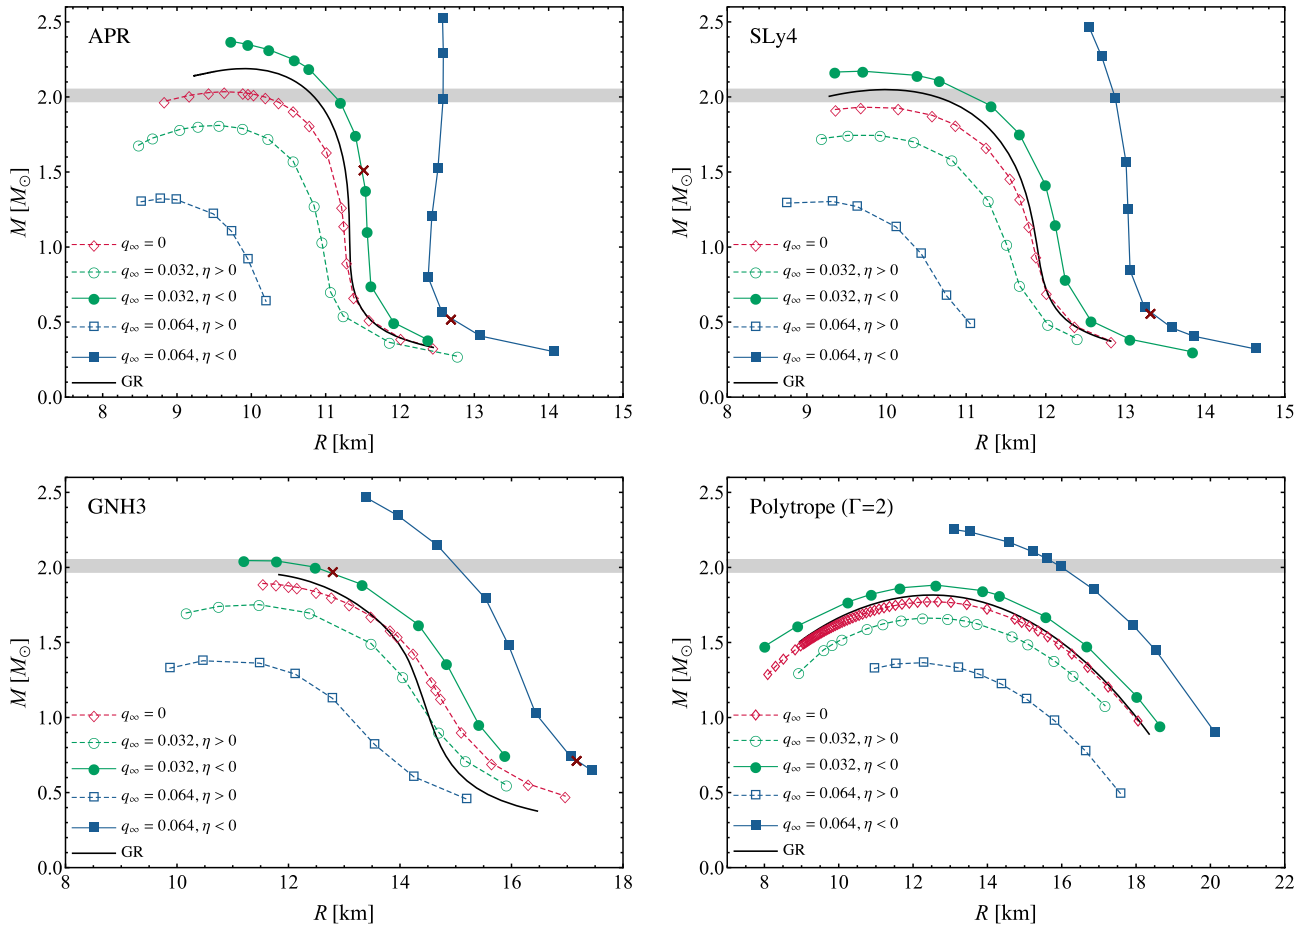 APR
M [M⊙]
2.5
2.0
1.5
1.0
0.5
0.0
q∞ = 0
q∞ = 0.032, η > 0
q∞ = 0.032, η < 0
q∞ = 0.064, η > 0
q∞ = 0.064, η < 0
GR
8 9 10 11 12 13 14 15
R [km]
SLy4
M [M⊙]
2.5
2.0
1.5
1.0
0.5
0.0
q∞ = 0
q∞ = 0.032, η > 0
q∞ = 0.032, η < 0
q∞ = 0.064, η > 0
q∞ = 0.064, η < 0
GR
8 9 10 11 12 13 14 15
R [km]
GNH3
M [M⊙]
2.5
2.0
1.5
1.0
0.5
0.0
q∞ = 0
q∞ = 0.032, η > 0
q∞ = 0.032, η < 0
q∞ = 0.064, η > 0
q∞ = 0.064, η < 0
GR
8 10 12 14 16 18
R [km]
Polytrope (Γ=2)
M [M⊙]
2.5
2.0
1.5
1.0
0.5
0.0
q∞ = 0
q∞ = 0.032, η > 0
q∞ = 0.032, η < 0
q∞ = 0.064, η > 0
q∞ = 0.064, η < 0
GR
8 10 12 14 16 18 20 22
R [km]